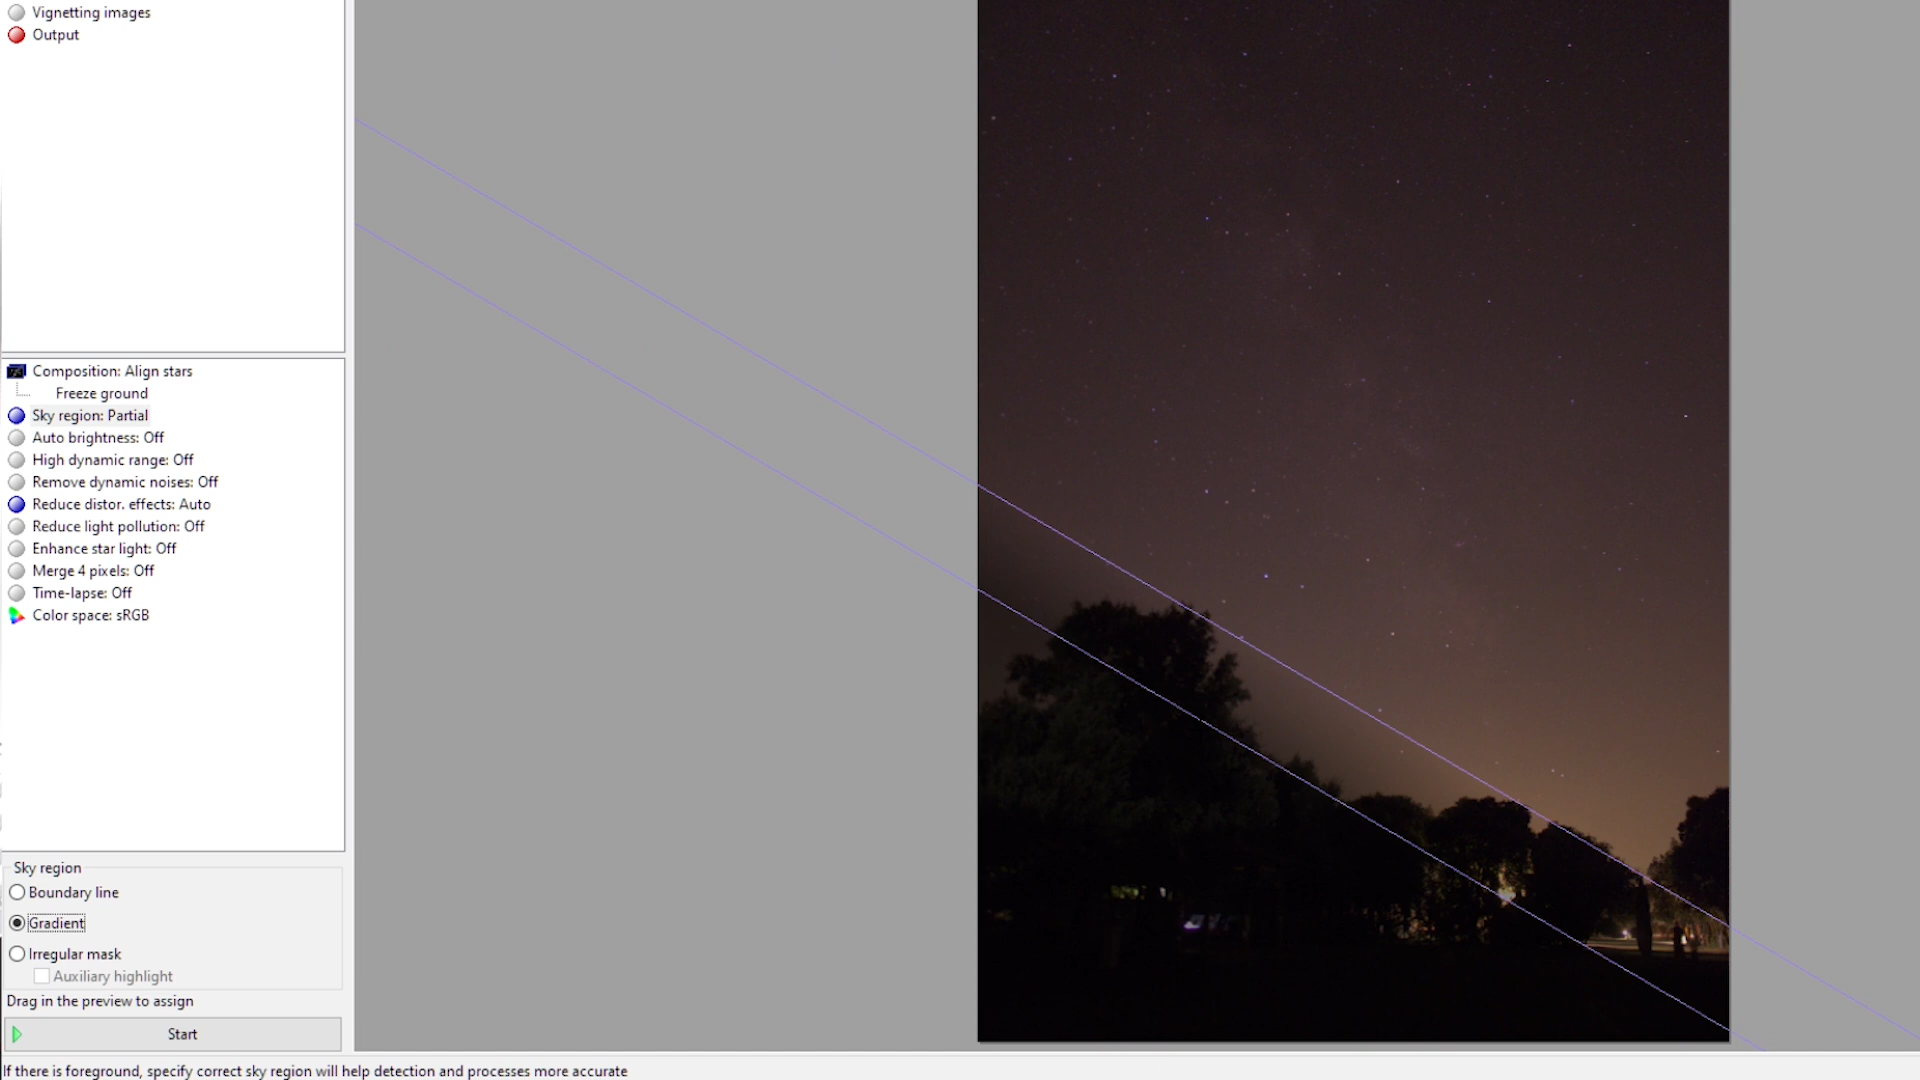 Vignetting images
Output
Composition: Align stars
Freeze ground
Sky region: Partial
Auto brightness: Off
High dynamic range: Off
Remove dynamic noises: Off
Reduce distor. effects: Auto
Reduce light pollution: Off
Enhance star light: Off
Merge 4 pixels: Off
Time-lapse: Off
Color space: sRGB
Sky region
Boundary line
Gradient
Irregular mask
Auxiliary highlight
Drag in the preview to assign
Start
If there is foreground, specify correct sky region will help detection and processes more accurate